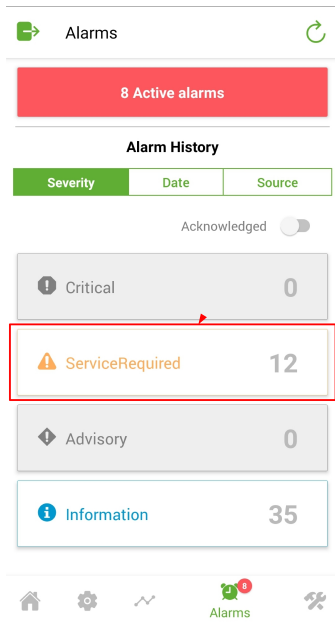 Alarms
8 Active alarms
Alarm History
Severity Date Source
Acknowledged
Critical 0
ServiceRequired 12
Advisory 0
Information 35
8
Alarms